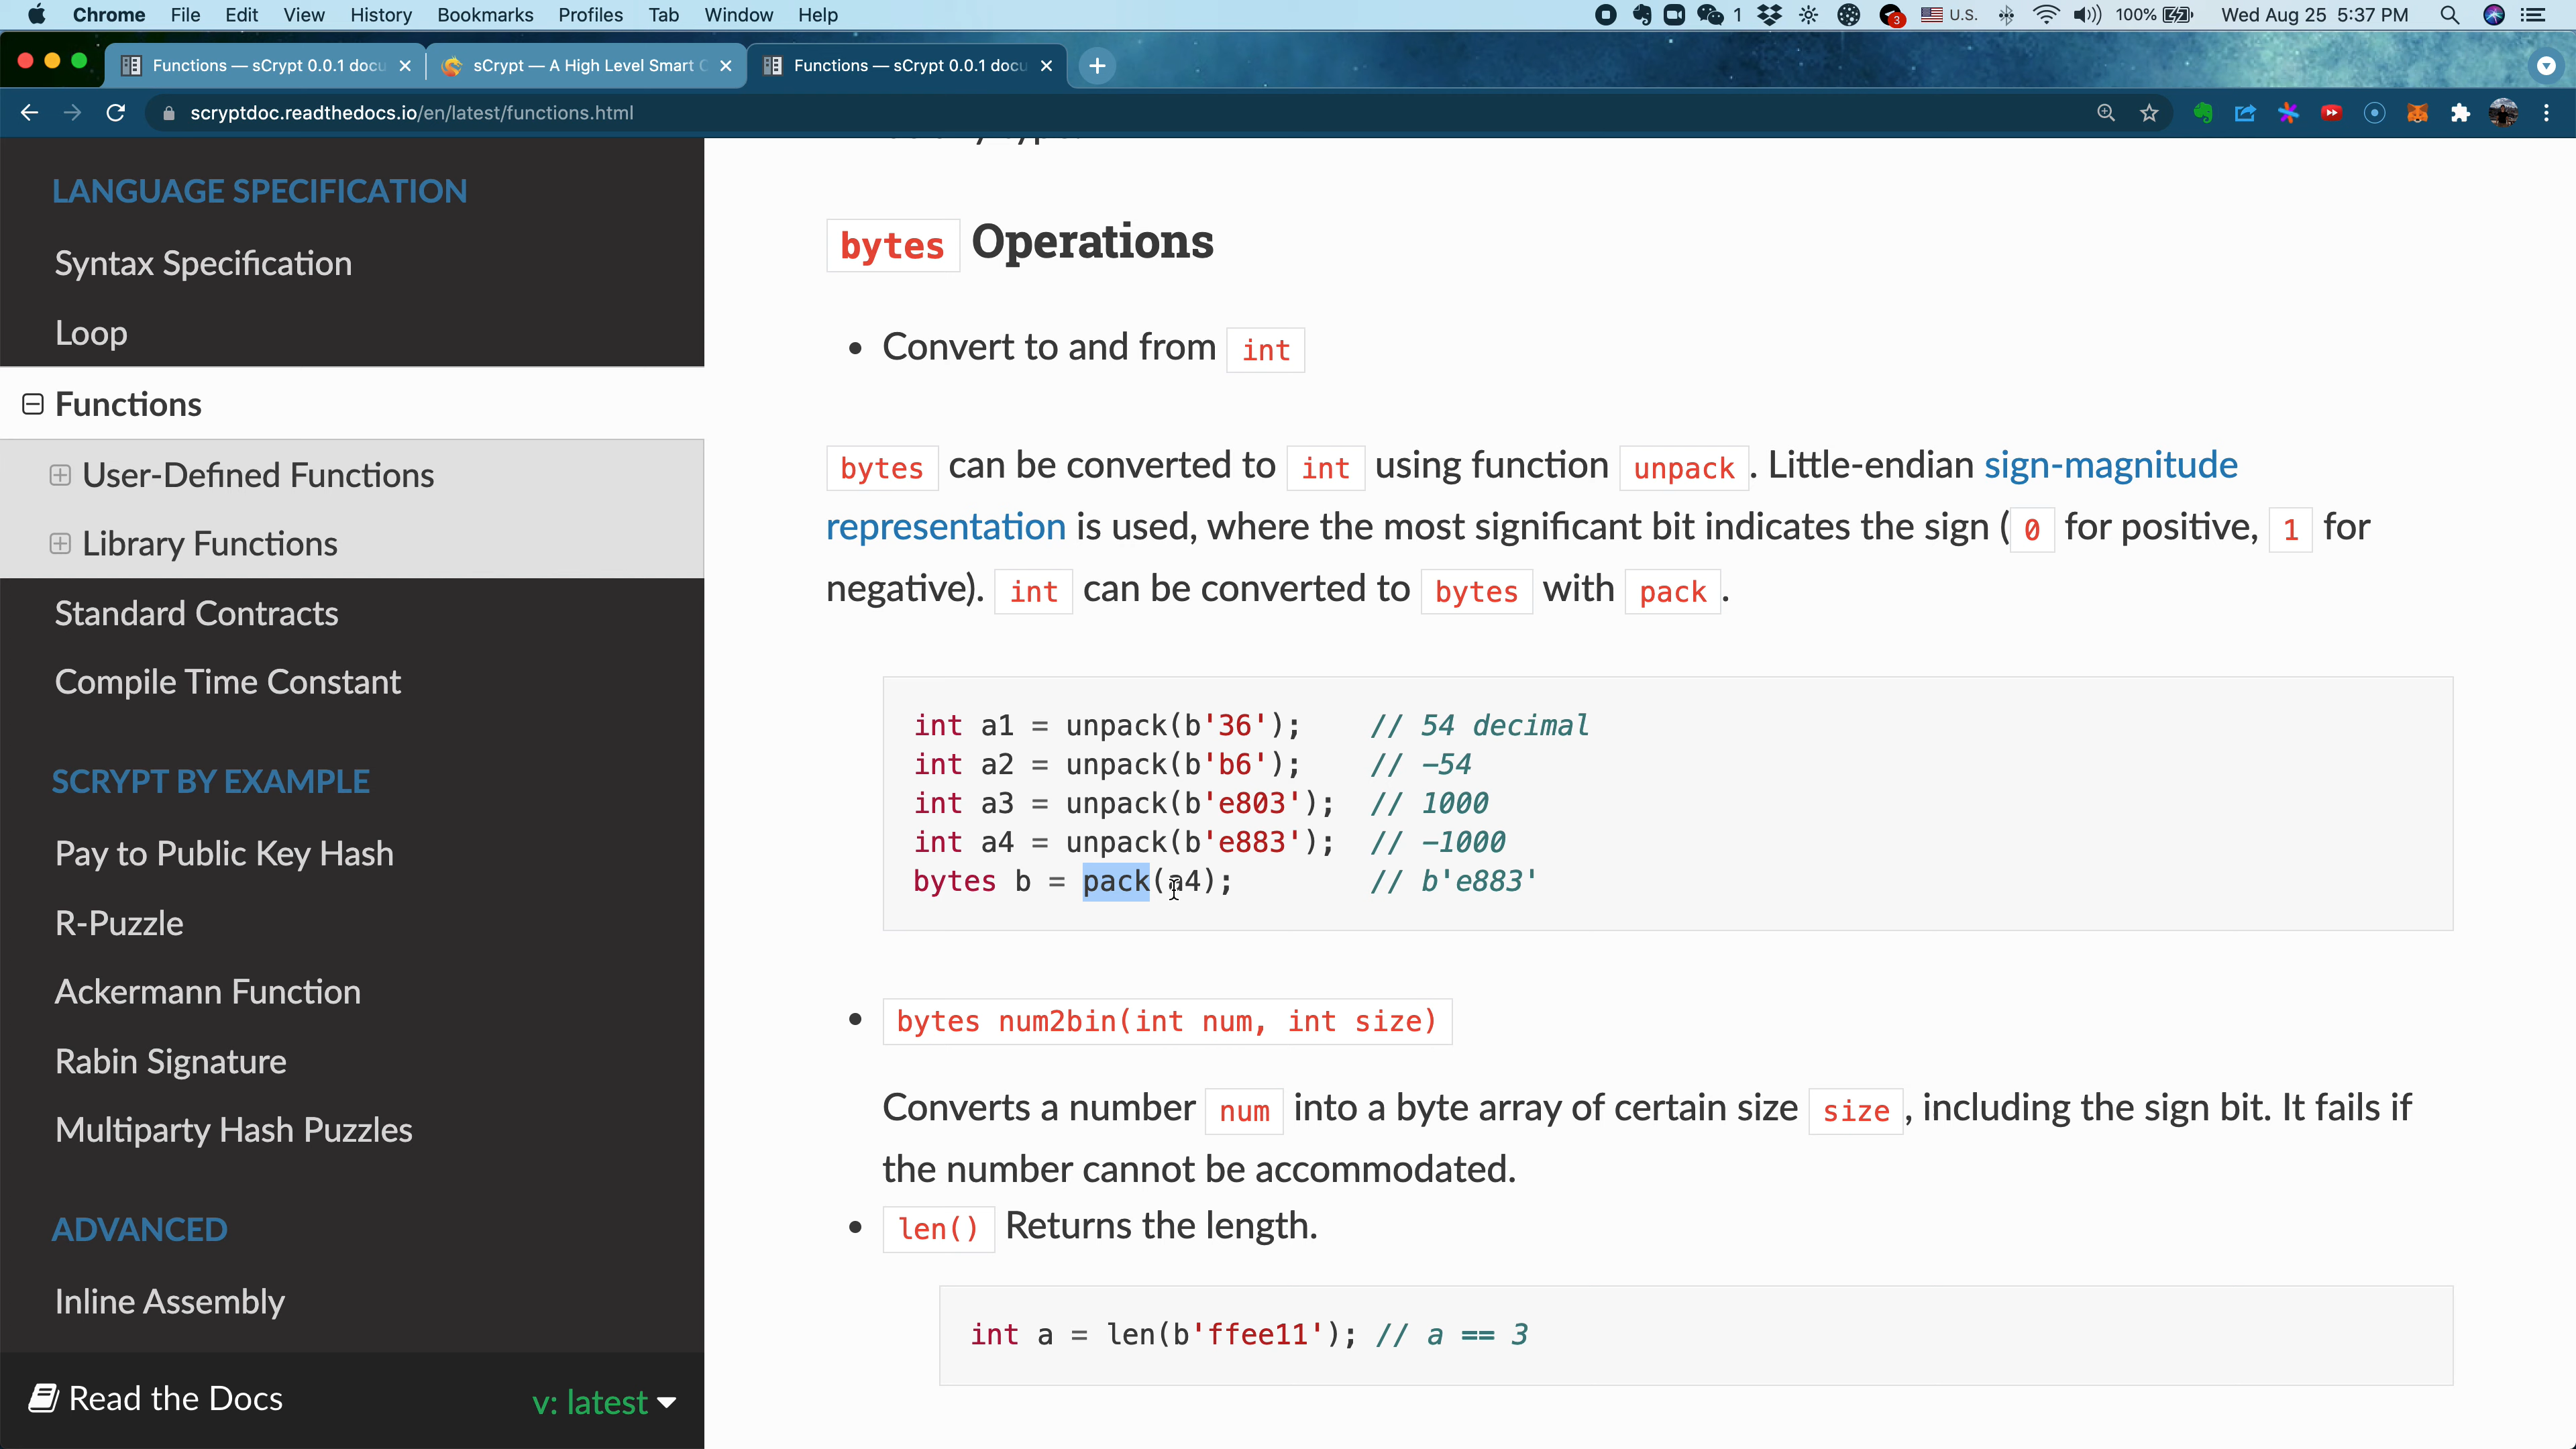 Chrome File Edit View History Bookmarks Profiles Tab Window Help 1 3 U.S. 100% Wed Aug 25 5:37 PM
Functions — sCrypt 0.0.1 docu sCrypt — A High Level Smart C Functions — sCrypt 0.0.1 docu
scryptdoc.readthedocs.io/en/latest/functions.html
LANGUAGE SPECIFICATION
Syntax Specification
Loop
Functions
User-Defined Functions
Library Functions
Standard Contracts
Compile Time Constant
SCRYPT BY EXAMPLE
Pay to Public Key Hash
R-Puzzle
Ackermann Function
Rabin Signature
Multiparty Hash Puzzles
ADVANCED
Inline Assembly
Read the Docs v: latest
bytes Operations
Convert to and from int
bytes can be converted to int using function unpack. Little-endian sign-magnitude
representation is used, where the most significant bit indicates the sign (0 for positive, 1 for
negative). int can be converted to bytes with pack.
int a1 = unpack(b'36'); // 54 decimal
int a2 = unpack(b'b6'); // -54
int a3 = unpack(b'e803'); // 1000
int a4 = unpack(b'e883'); // -1000
bytes b = pack(a4); // b'e883'
bytes num2bin(int num, int size)
Converts a number num into a byte array of certain size size, including the sign bit. It fails if
the number cannot be accommodated.
len() Returns the length.
int a = len(b'ffee11'); // a == 3